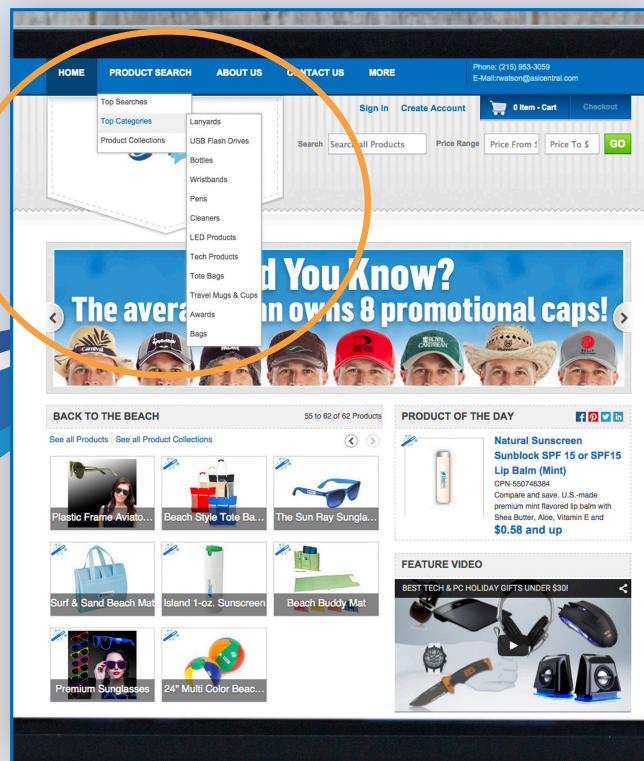 HOME PRODUCT SEARCH ABOUT US CONTACT US MORE
Phone: (215) 953-3059
E-Mail:rwatson@asicentral.com
Top Searches
Top Categories
Product Collections
Lanyards
USB Flash Drives
Bottles
Wristbands
Pens
Cleaners
LED Products
Tech Products
Tote Bags
Travel Mugs & Cups
Awards
Bags
Sign In Create Account 0 Item - Cart Checkout
Search Search all Products Price Range Price From $ Price To $ GO
d You Know?
The avera an owns 8 promotional caps!
Carnival
ROYAL CARIBBEAN
BACK TO THE BEACH 55 to 62 of 62 Products
See all Products See all Product Collections
Plastic Frame Aviato... Beach Style Tote Ba... The Sun Ray Sungla...
Surf & Sand Beach Mat Island 1-oz. Sunscreen Beach Buddy Mat
Premium Sunglasses 24" Multi Color Beac...
PRODUCT OF THE DAY
Natural Sunscreen
Sunblock SPF 15 or SPF15
Lip Balm (Mint)
CPN-550746384
Compare and save. U.S.-made
premium mint flavored lip balm with
Shea Butter, Aloe, Vitamin E and
$0.58 and up
FEATURE VIDEO
BEST TECH & PC HOLIDAY GIFTS UNDER $30!